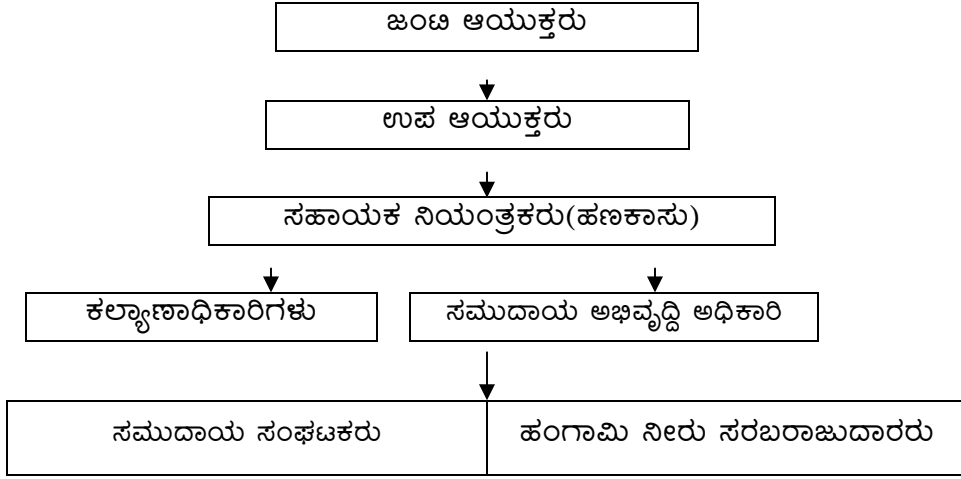 ಜಂಟಿ ಆಯುಕ್ತರು
ಉಪ ಆಯುಕ್ತರು
ಸಹಾಯಕ ನಿಯಂತ್ರಕರು(ಹಣಕಾಸು)
ಕಲ್ಯಾಣಾಧಿಕಾರಿಗಳು
ಸಮುದಾಯ ಅಭಿವೃದ್ದಿ ಅಧಿಕಾರಿ
ಸಮುದಾಯ ಸಂಘಟಕರು
ಹಂಗಾಮಿ ನೀರು ಸರಬರಾಜುದಾರರು